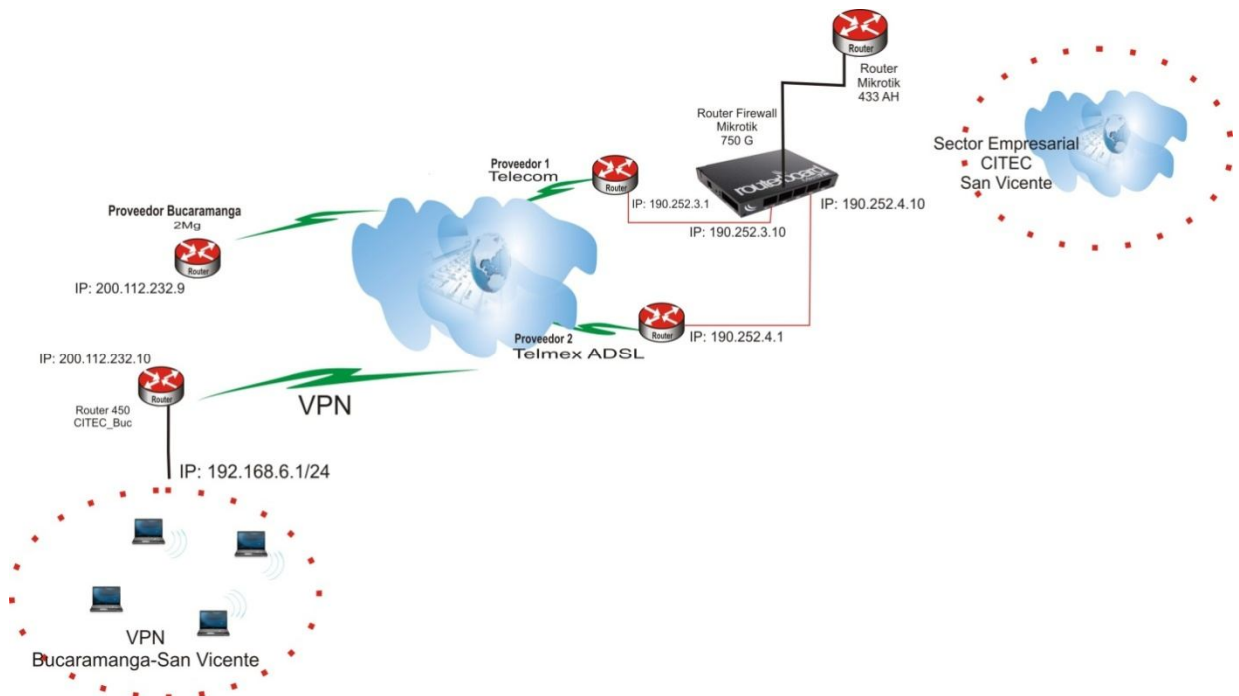 Router
Router
Mikrotik
433 AH
Router Firewall
Mikrotik
750 G
routerboard
Sector Empresarial
CITEC
San Vicente
Proveedor 1
Telecom
Router
IP: 190.252.3.1
IP: 190.252.4.10
IP: 190.252.3.10
Proveedor Bucaramanga
2Mg
Router
IP: 200.112.232.9
Proveedor 2
Telmex ADSL
Router
IP: 190.252.4.1
IP: 200.112.232.10
Router
Router 450
CITEC_Buc
VPN
IP: 192.168.6.1/24
VPN
Bucaramanga-San Vicente